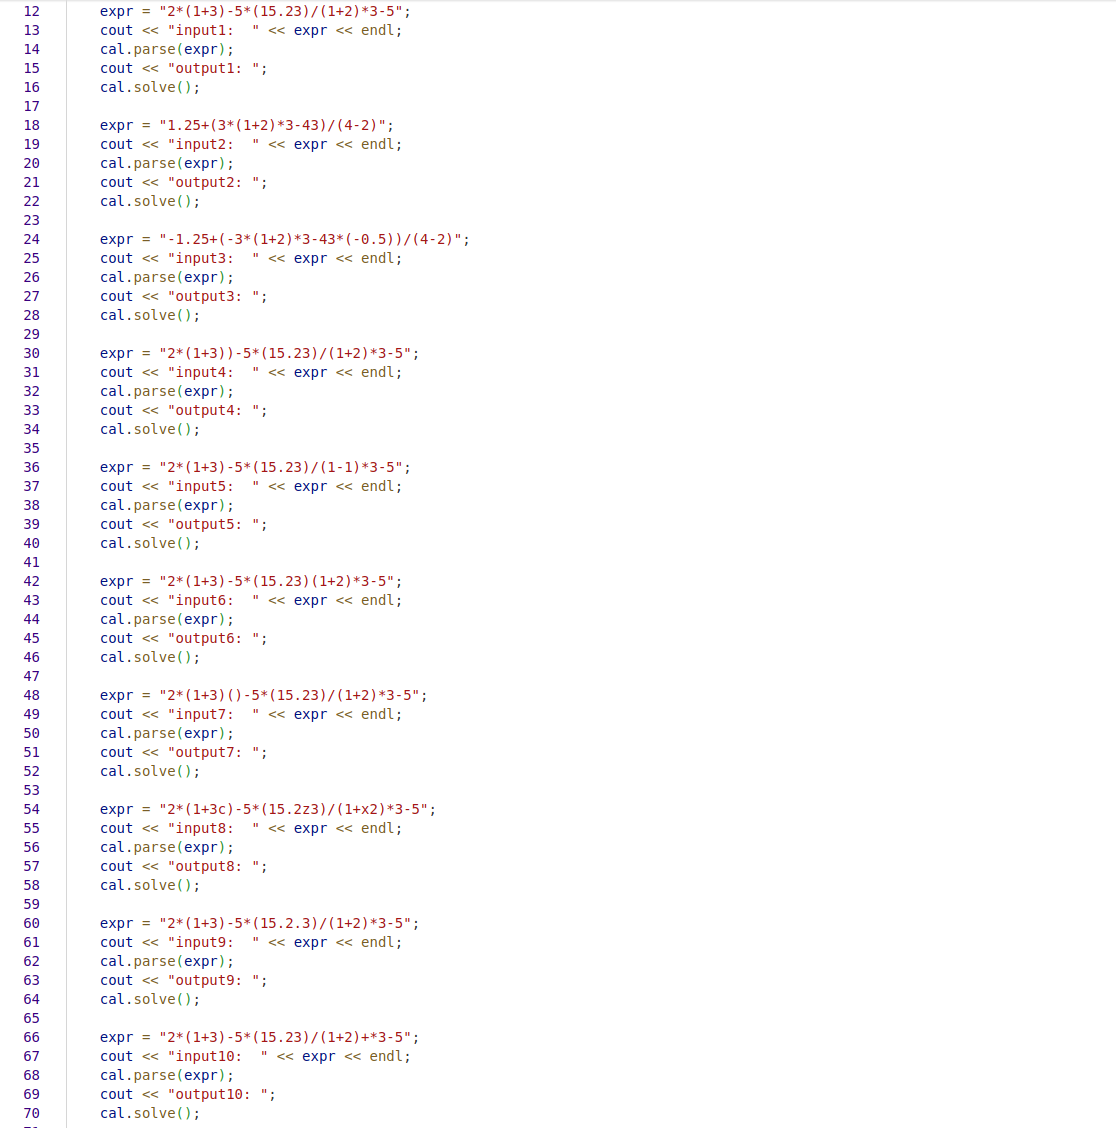 12 expr = "2*(1+3)-5*(15.23)/(1+2)*3-5";
13 cout << "input1:  " << expr << endl;
14 cal.parse(expr);
15 cout << "output1: ";
16 cal.solve();
17
18 expr = "1.25+(3*(1+2)*3-43)/(4-2)";
19 cout << "input2:  " << expr << endl;
20 cal.parse(expr);
21 cout << "output2: ";
22 cal.solve();
23
24 expr = "-1.25+(-3*(1+2)*3-43*(-0.5))/(4-2)";
25 cout << "input3:  " << expr << endl;
26 cal.parse(expr);
27 cout << "output3: ";
28 cal.solve();
29
30 expr = "2*(1+3))-5*(15.23)/(1+2)*3-5";
31 cout << "input4:  " << expr << endl;
32 cal.parse(expr);
33 cout << "output4: ";
34 cal.solve();
35
36 expr = "2*(1+3)-5*(15.23)/(1-1)*3-5";
37 cout << "input5:  " << expr << endl;
38 cal.parse(expr);
39 cout << "output5: ";
40 cal.solve();
41
42 expr = "2*(1+3)-5*(15.23)(1+2)*3-5";
43 cout << "input6:  " << expr << endl;
44 cal.parse(expr);
45 cout << "output6: ";
46 cal.solve();
47
48 expr = "2*(1+3)()-5*(15.23)/(1+2)*3-5";
49 cout << "input7:  " << expr << endl;
50 cal.parse(expr);
51 cout << "output7: ";
52 cal.solve();
53
54 expr = "2*(1+3c)-5*(15.2z3)/(1+x2)*3-5";
55 cout << "input8:  " << expr << endl;
56 cal.parse(expr);
57 cout << "output8: ";
58 cal.solve();
59
60 expr = "2*(1+3)-5*(15.2.3)/(1+2)*3-5";
61 cout << "input9:  " << expr << endl;
62 cal.parse(expr);
63 cout << "output9: ";
64 cal.solve();
65
66 expr = "2*(1+3)-5*(15.23)/(1+2)+*3-5";
67 cout << "input10:  " << expr << endl;
68 cal.parse(expr);
69 cout << "output10: ";
70 cal.solve();